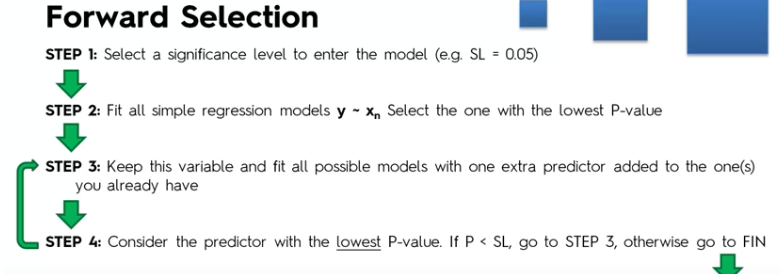 Forward Selection
STEP 1: Select a significance level to enter the model (e.g. SL = 0.05)
STEP 2: Fit all simple regression models y ~ xn Select the one with the lowest P-value
STEP 3: Keep this variable and fit all possible models with one extra predictor added to the one(s)
you already have
STEP 4: Consider the predictor with the lowest P-value. If P < SL, go to STEP 3, otherwise go to FIN